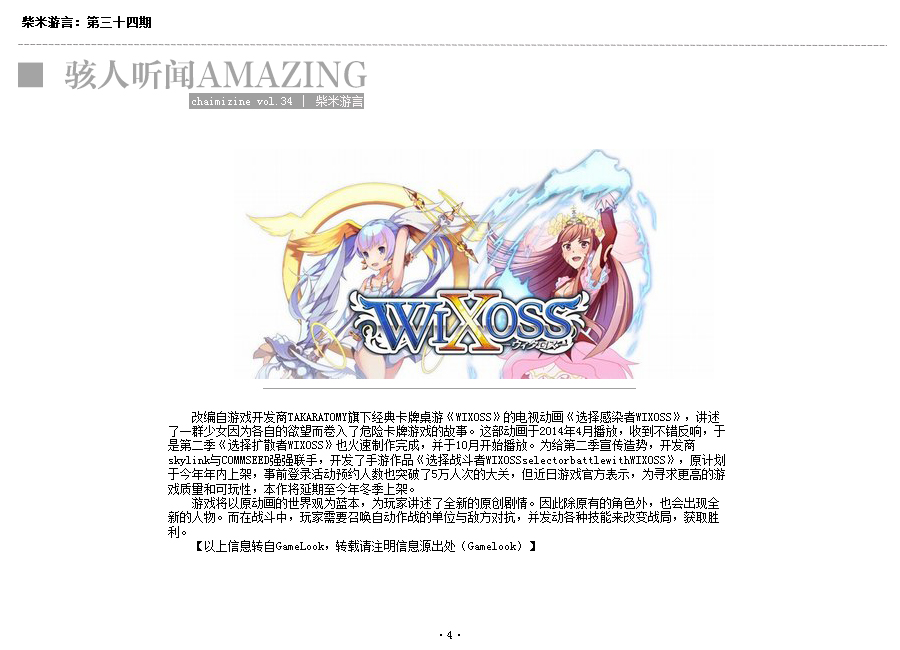 柴米游言：第三十四期
骇人听闻AMAZING
chaimizine vol.34 | 柴米游言
WIXOSS
ーウィクロスー
改编自游戏开发商TAKARATOMY旗下经典卡牌桌游《WIXOSS》的电视动画《选择感染者WIXOSS》，讲述
了一群少女因为各自的欲望而卷入了危险卡牌游戏的故事。这部动画于2014年4月播放，收到不错反响，于
是第二季《选择扩散者WIXOSS》也火速制作完成，并于10月开始播放。为给第二季宣传造势，开发商
skylink与COMMSEED强强联手，开发了手游作品《选择战斗者WIXOSSselectorbattlewithWIXOSS》，原计划
于今年年内上架，事前登录活动预约人数也突破了5万人次的大关，但近日游戏官方表示，为寻求更高的游
戏质量和可玩性，本作将延期至今年冬季上架。
游戏将以原动画的世界观为蓝本，为玩家讲述了全新的原创剧情。因此除原有的角色外，也会出现全
新的人物。而在战斗中，玩家需要召唤自动作战的单位与敌方对抗，并发动各种技能来改变战局，获取胜
利。
【以上信息转自GameLook，转载请注明信息源出处（Gamelook）】
·4·